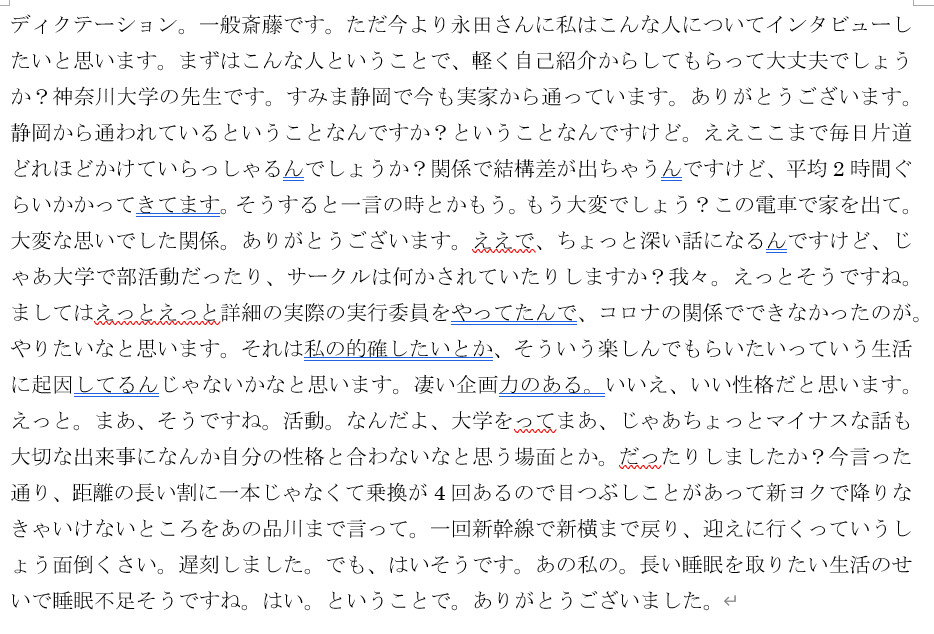 ディクテーション。一般斎藤です。ただ今より永田さんに私はこんな人についてインタビューし
たいと思います。まずはこんな人ということで、軽く自己紹介からしてもらって大丈夫でしょう
か？神奈川大学の先生です。すみま静岡で今も実家から通っています。ありがとうございます。
静岡から通われているということなんですか？ということなんですけど。ええここまで毎日片道
どれほどかけていらっしゃるんでしょうか？関係で結構差が出ちゃうんですけど、平均 2 時間ぐ
らいかかってきてます。そうすると一言の時とかもう。もう大変でしょう？この電車で家を出て。
大変な思いでした関係。ありがとうございます。ええで、ちょっと深い話になるんですけど、じ
ゃあ大学で部活動だったり、サークルは何かされていたりしますか？我々。えっとそうですね。
ましてはえっとえっと詳細の実際の実行委員をやってたんで、コロナの関係でできなかったのが。
やりたいなと思います。それは私の的確したいとか、そういう楽しんでもらいたいっていう生活
に起因してるんじゃないかなと思います。凄い企画力のある。いいえ、いい性格だと思います。
えっと。まあ、そうですね。活動。なんだよ、大学をってまあ、じゃあちょっとマイナスな話も
大切な出来事になんか自分の性格と合わないなと思う場面とか。だったりしましたか？今言った
通り、距離の長い割に一本じゃなくて乗換が 4 回あるので目つぶしことがあって新ヨクで降りな
きゃいけないところをあの品川まで言って。一回新幹線で新横まで戻り、迎えに行くっていうし
ょう面倒くさい。遅刻しました。でも、はいそうです。あの私の。長い睡眠を取りたい生活のせ
いで睡眠不足そうですね。はい。ということで。ありがとうございました。